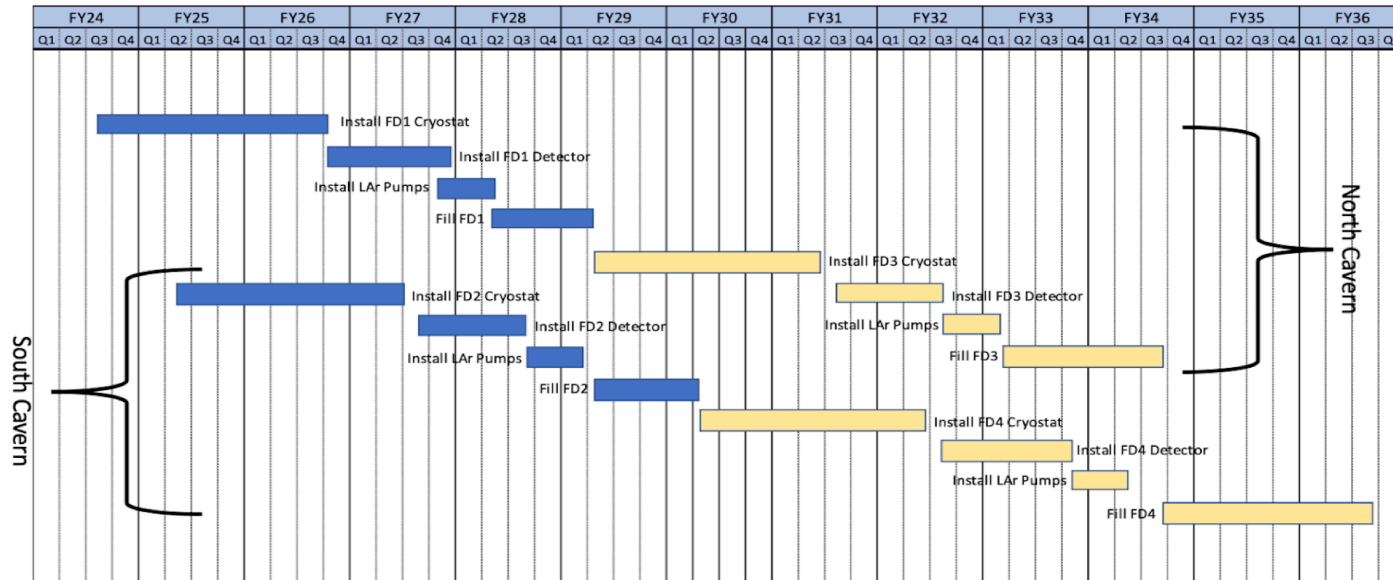 FY24 FY25 FY26 FY27 FY28 FY29 FY30 FY31 FY32 FY33 FY34 FY35 FY36
Q1 Q2 Q3 Q4 Q1 Q2 Q3 Q4 Q1 Q2 Q3 Q4 Q1 Q2 Q3 Q4 Q1 Q2 Q3 Q4 Q1 Q2 Q3 Q4 Q1 Q2 Q3 Q4 Q1 Q2 Q3 Q4 Q1 Q2 Q3 Q4 Q1 Q2 Q3 Q4 Q1 Q2 Q3 Q4 Q1 Q2 Q3 Q4 Q1 Q2 Q3
Install FD1 Cryostat
Install FD1 Detector
Install LAr Pumps
Fill FD1
North Cavern
Install FD3 Cryostat
Install FD2 Cryostat
Install FD3 Detector
Install FD2 Detector
Install LAr Pumps
Install LAr Pumps
Fill FD3
South Cavern
Fill FD2
Install FD4 Cryostat
Install FD4 Detector
Install LAr Pumps
Fill FD4